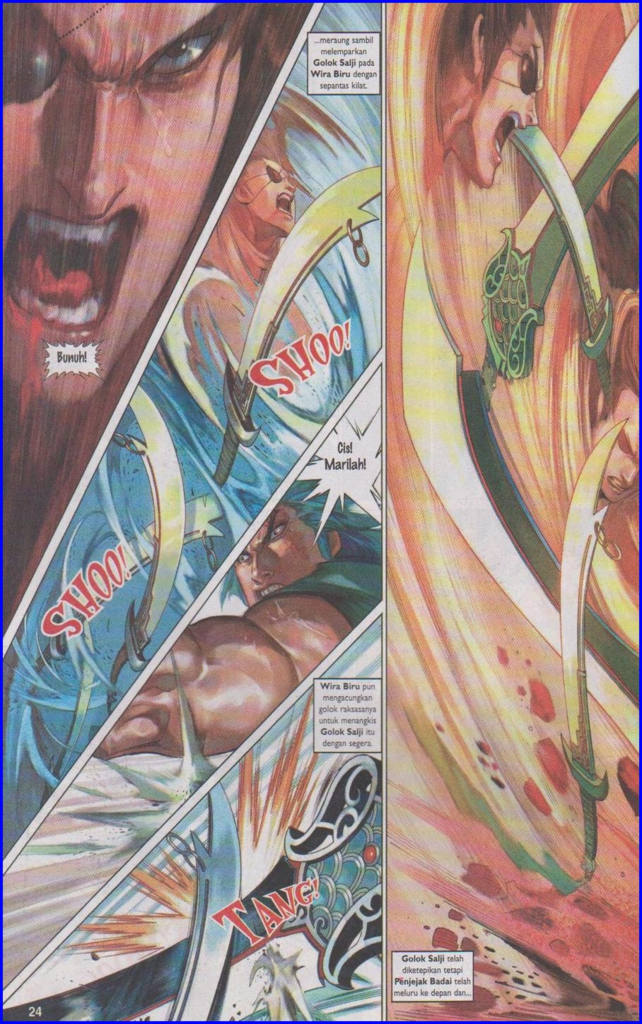 ...meraung sambil
melemparkan
Golok Salji pada
Wira Biru dengan
sepantas kilat.
Bunuh!
SHOO!
SHOO!
Cis!
Marilah!
Wira Biru pun
mengacungkan
golok raksasanya
untuk menangkis
Golok Salji itu
dengan segera.
TANG!
Golok Salji telah
diketepikan tetapi
Penjejak Badai telah
meluru ke depan dan...
24